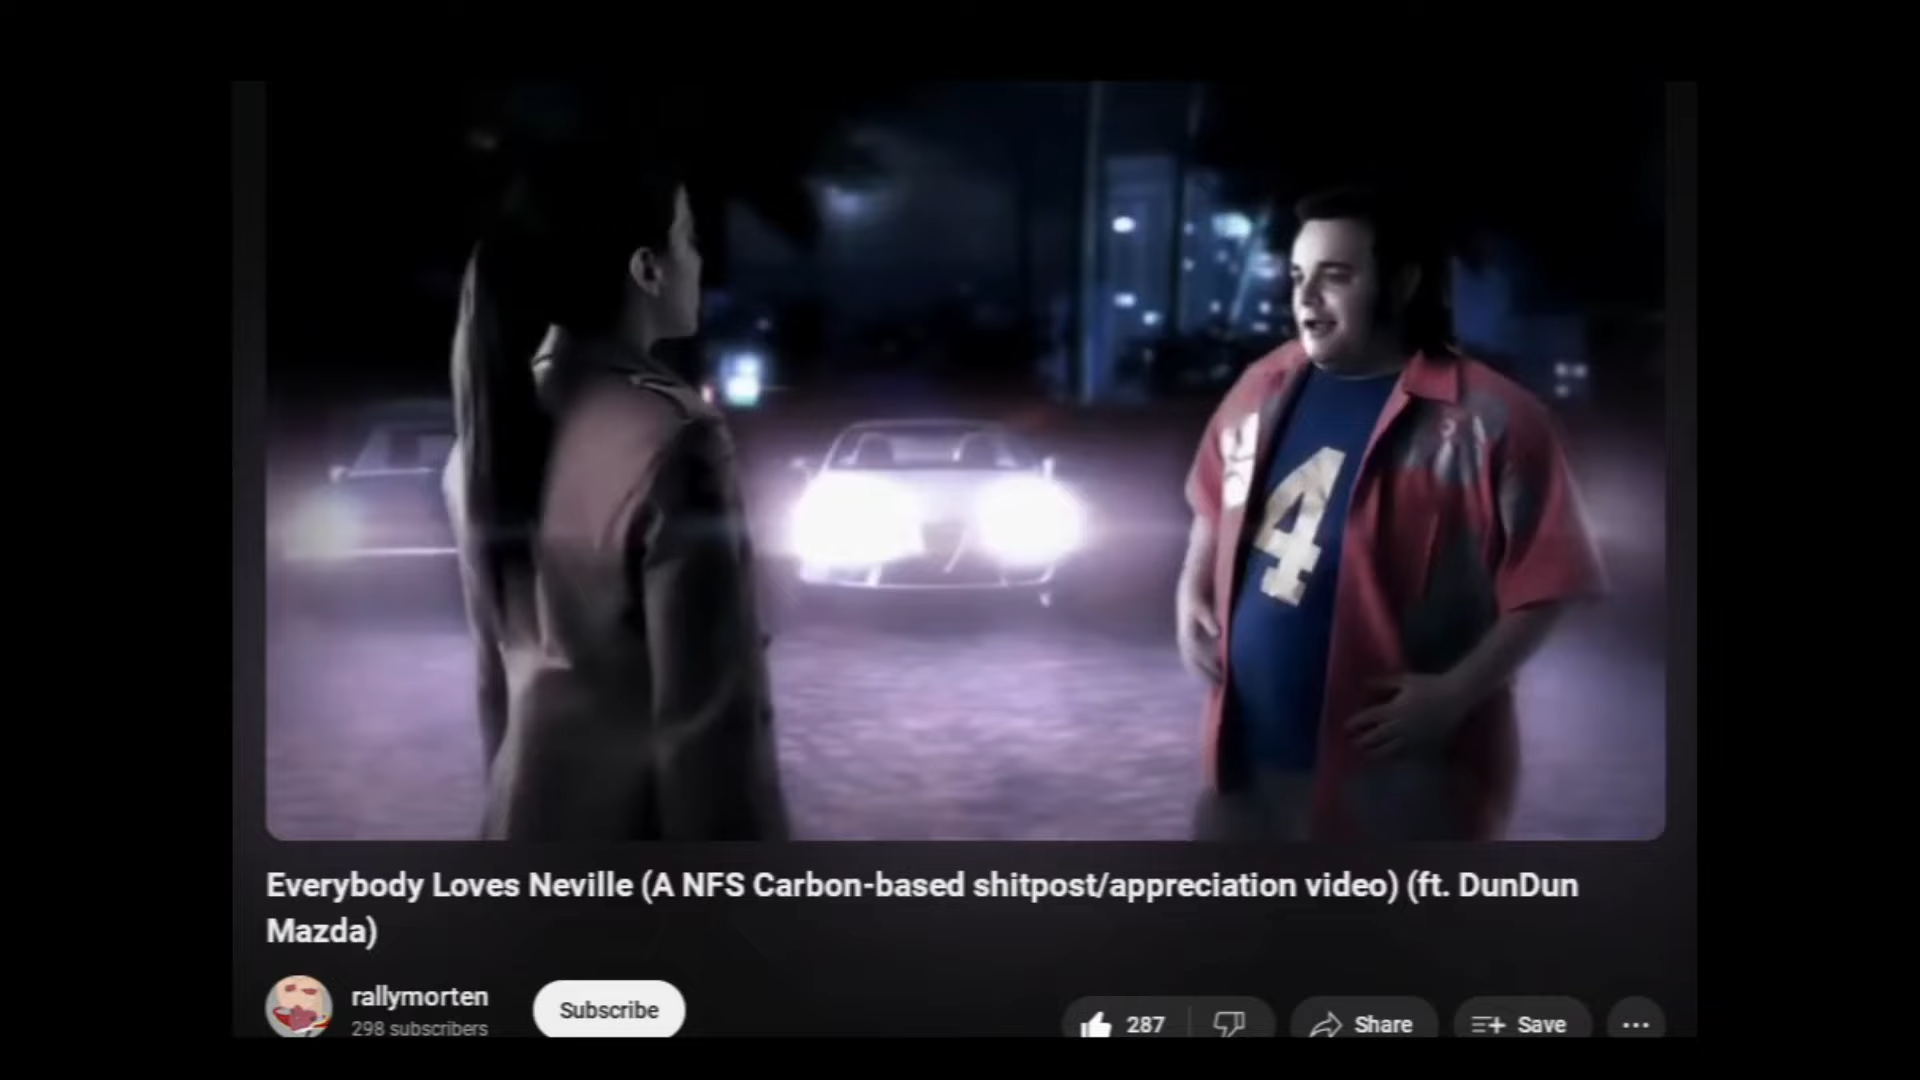 4
Everybody Loves Neville (A NFS Carbon-based shitpost/appreciation video) (ft. DunDun
Mazda)
rallymorten
Subscribe
298 subscribers
287
Share
Save